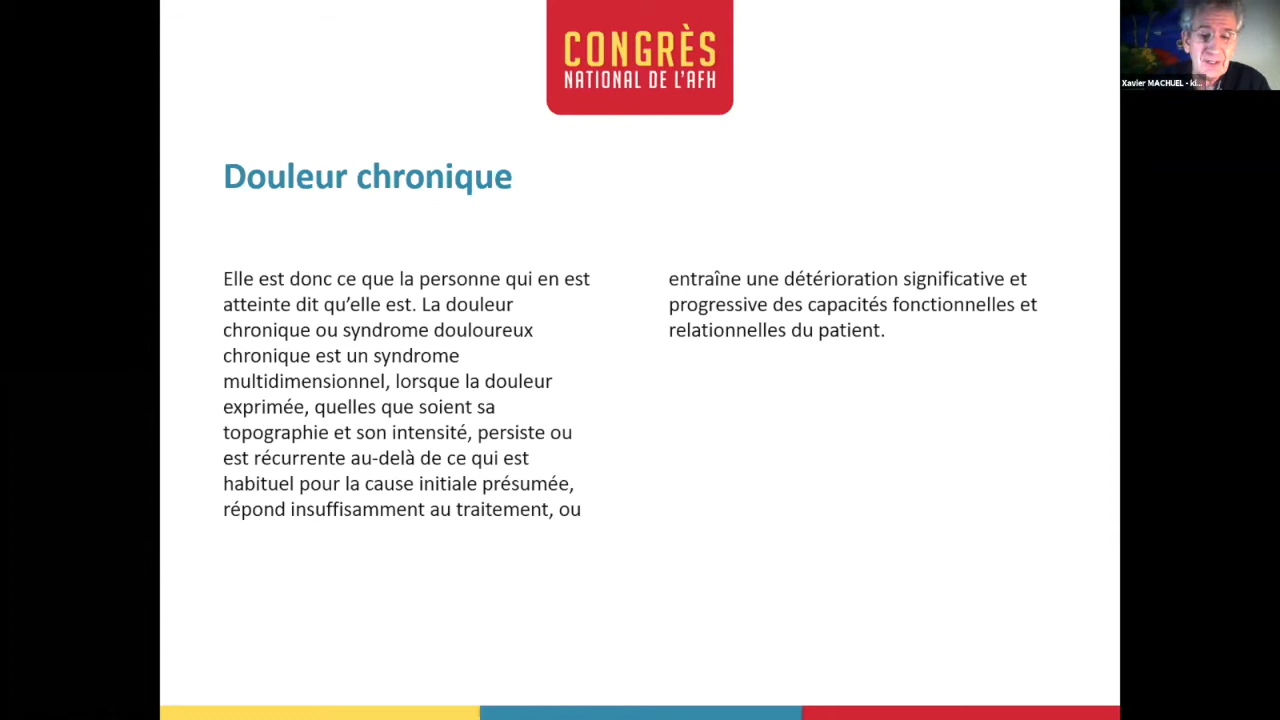 CONGRÈS
NATIONAL DE L'AFH
Xavier MACHUEL - ki...
Douleur chronique
Elle est donc ce que la personne qui en est
atteinte dit qu’elle est. La douleur
chronique ou syndrome douloureux
chronique est un syndrome
multidimensionnel, lorsque la douleur
exprimée, quelles que soient sa
topographie et son intensité, persiste ou
est récurrente au-delà de ce qui est
habituel pour la cause initiale présumée,
répond insuffisamment au traitement, ou
entraîne une détérioration significative et
progressive des capacités fonctionnelles et
relationnelles du patient.